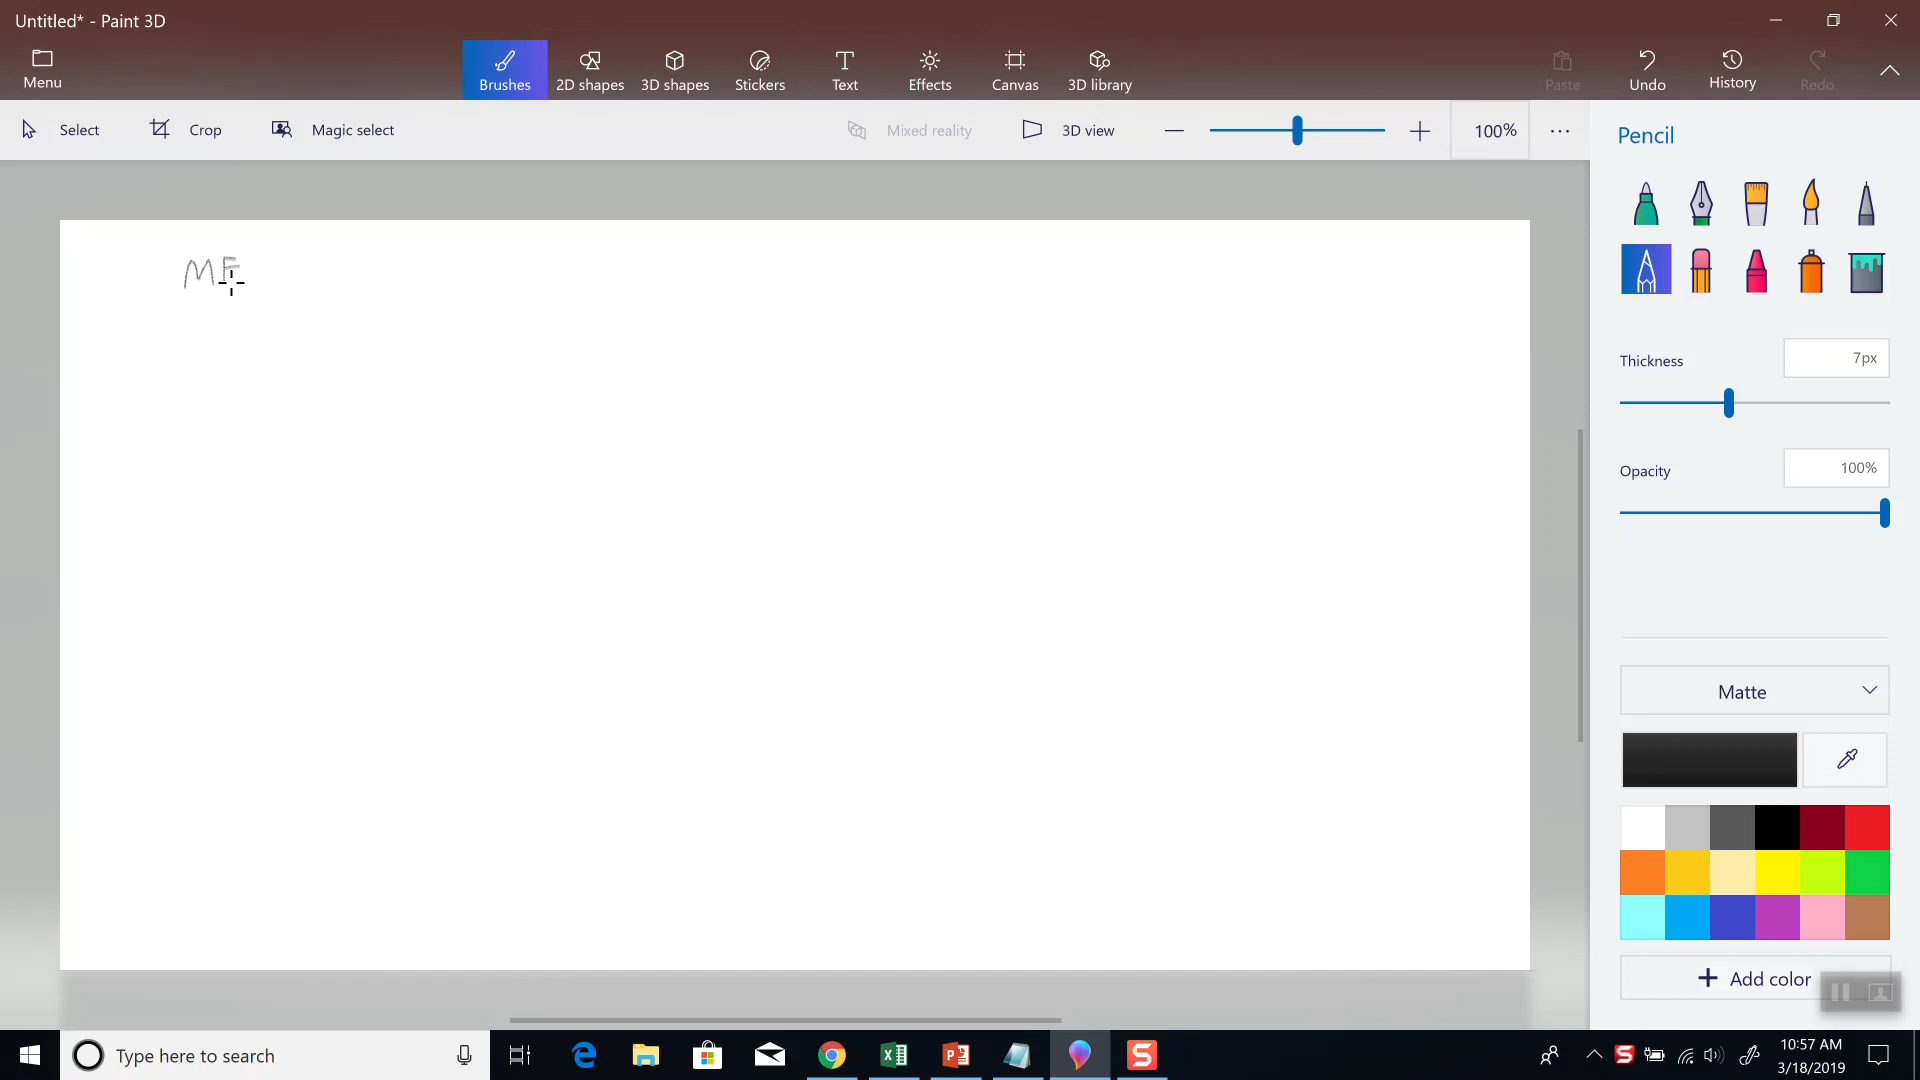 Untitled* - Paint 3D
Menu
Brushes
2D shapes
3D shapes
Stickers
Text
Effects
Canvas
3D library
Paste
Undo
History
Redo
Select
Crop
Magic select
Mixed reality
3D view
100%
Pencil
Thickness
7px
Opacity
100%
Matte
Add color
Type here to search
10:57 AM
3/18/2019